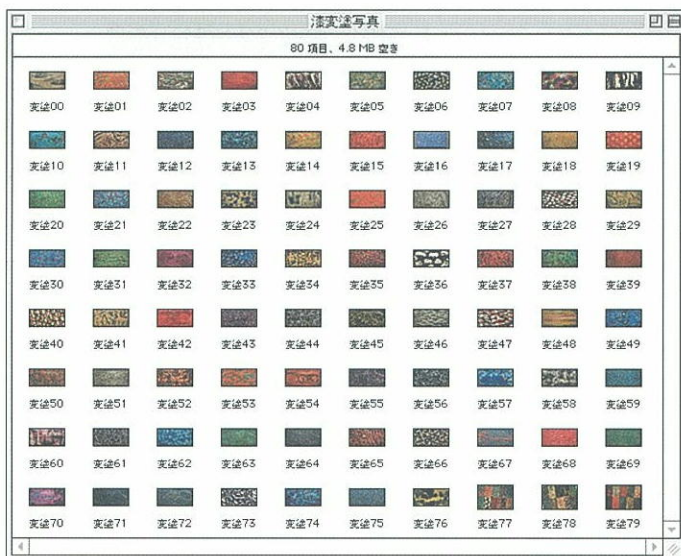 漆変塗写真
80 項目、4.8 MB 空き
変塗00 変塗01 変塗02 変塗03 変塗04 変塗05 変塗06 変塗07 変塗08 変塗09
変塗10 変塗11 変塗12 変塗13 変塗14 変塗15 変塗16 変塗17 変塗18 変塗19
変塗20 変塗21 変塗22 変塗23 変塗24 変塗25 変塗26 変塗27 変塗28 変塗29
変塗30 変塗31 変塗32 変塗33 変塗34 変塗35 変塗36 変塗37 変塗38 変塗39
変塗40 変塗41 変塗42 変塗43 変塗44 変塗45 変塗46 変塗47 変塗48 変塗49
変塗50 変塗51 変塗52 変塗53 変塗54 変塗55 変塗56 変塗57 変塗58 変塗59
変塗60 変塗61 変塗62 変塗63 変塗64 変塗65 変塗66 変塗67 変塗68 変塗69
変塗70 変塗71 変塗72 変塗73 変塗74 変塗75 変塗76 変塗77 変塗78 変塗79